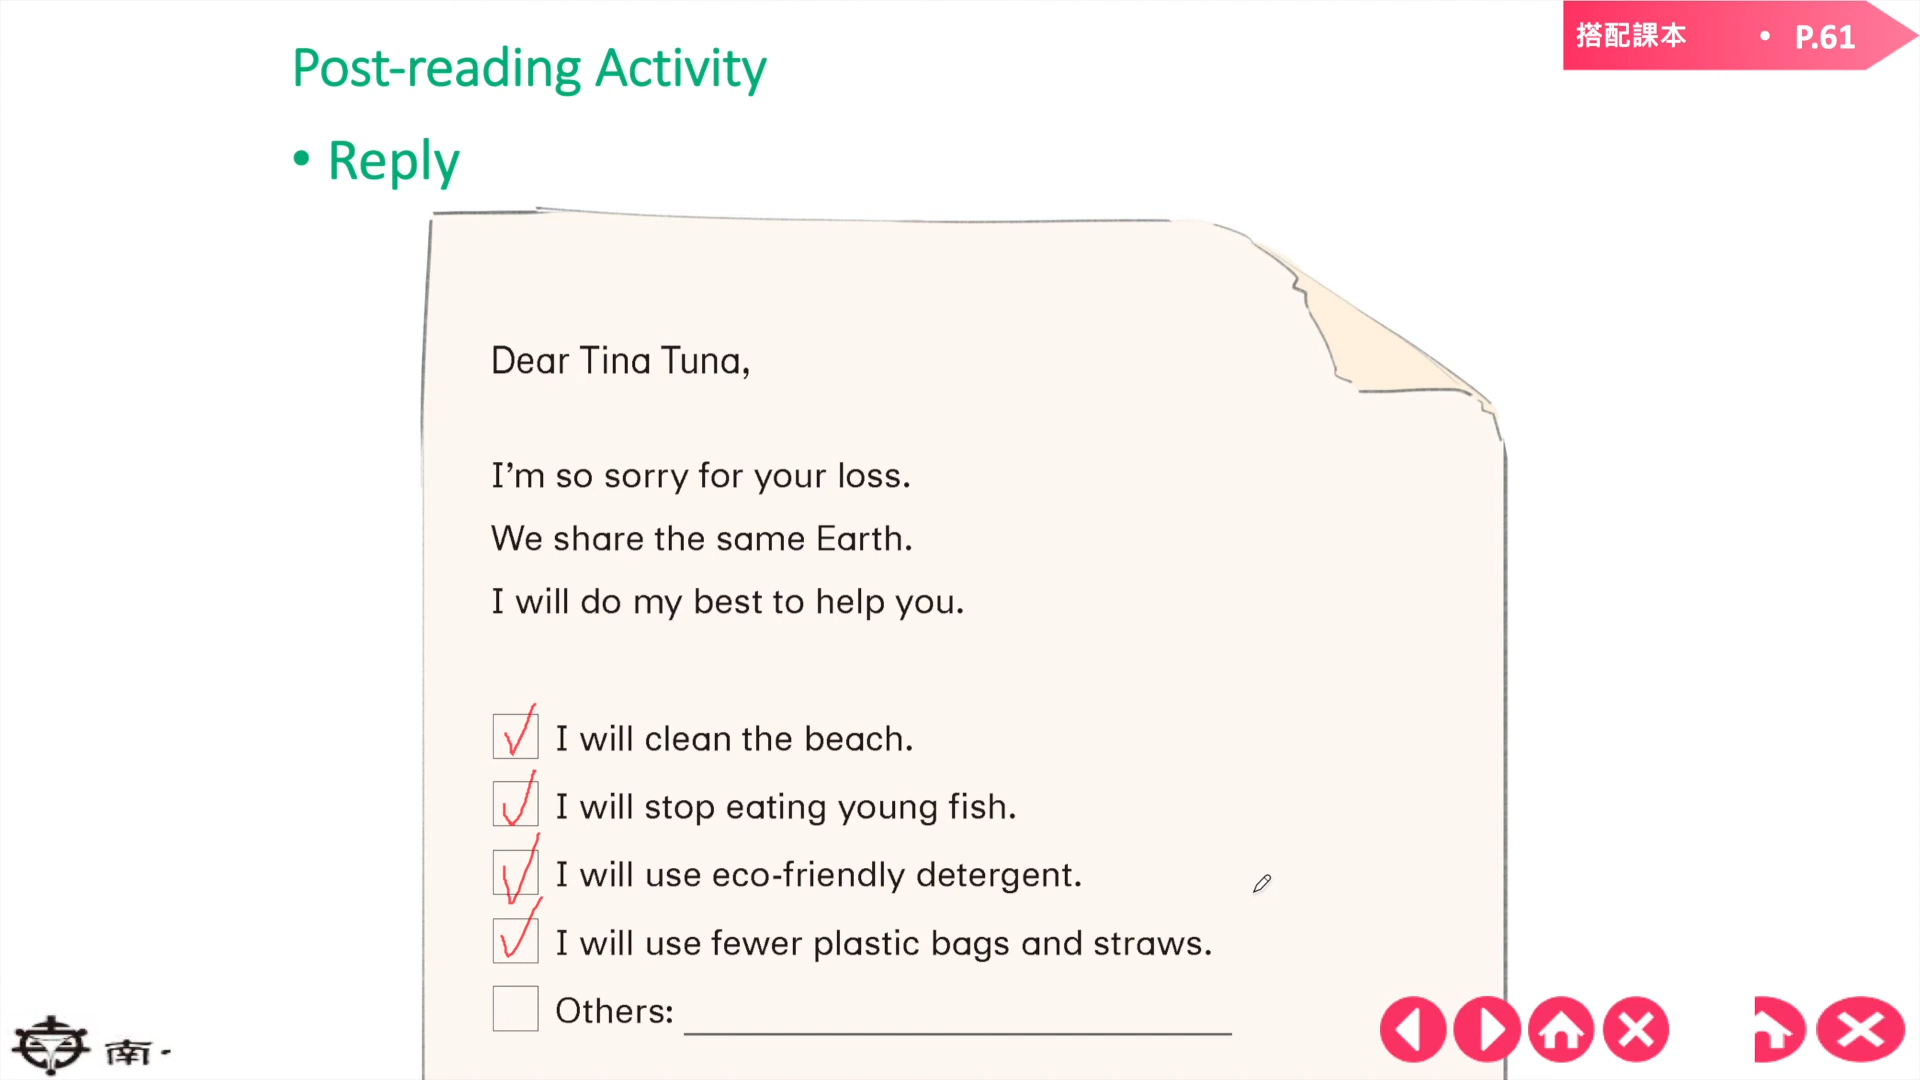 搭配課本 • P.61
Post-reading Activity
• Reply
Dear Tina Tuna,
I'm so sorry for your loss.
We share the same Earth.
I will do my best to help you.
I will clean the beach.
I will stop eating young fish.
I will use eco-friendly detergent.
I will use fewer plastic bags and straws.
Others:
南